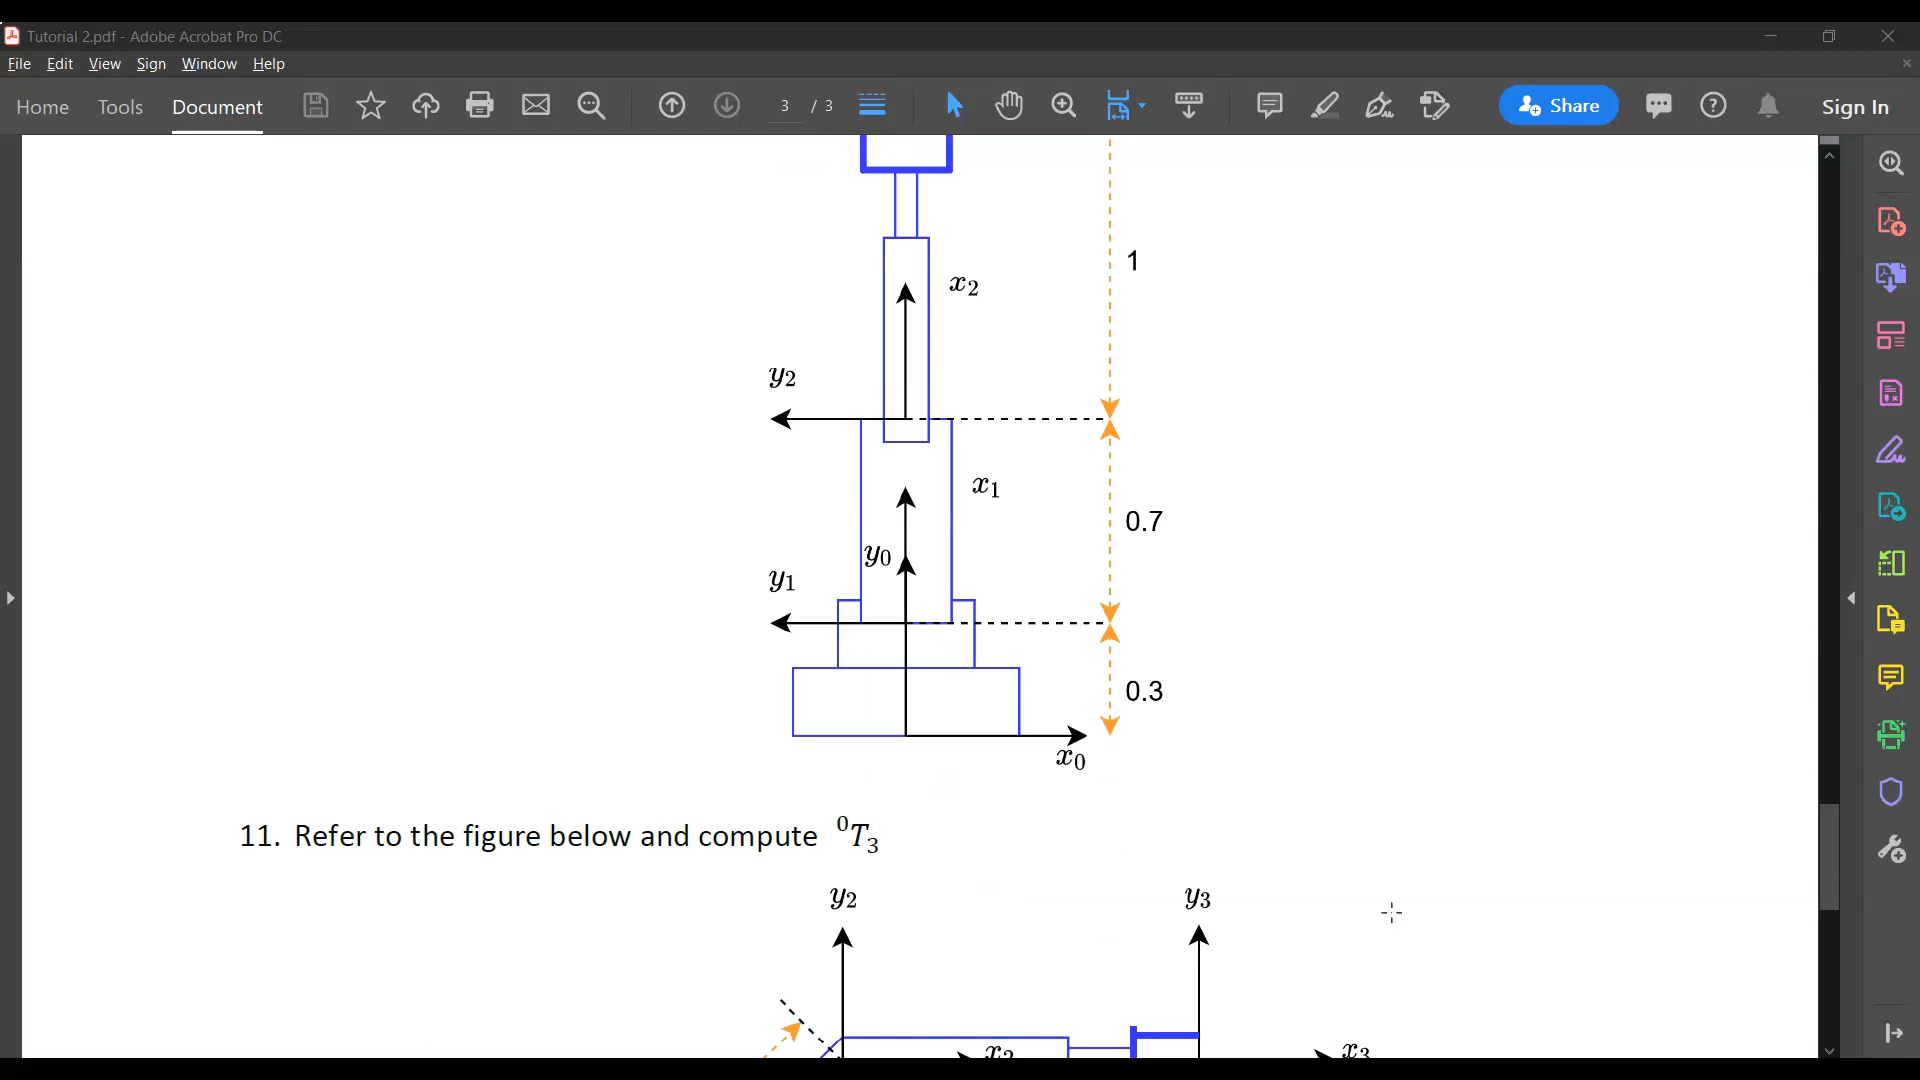 Tutorial 2.pdf - Adobe Acrobat Pro DC
File Edit View Sign Window Help
Home Tools Document 3 / 3 Share Sign In
1
x2
y2
x1
0.7
y0
y1
0.3
x0
11. Refer to the figure below and compute ⁰T₃
y2 y3
x2 x3